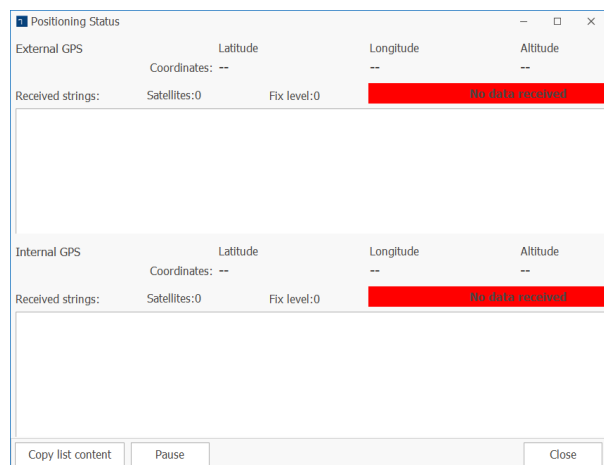 Positioning Status
External GPS Latitude Longitude Altitude
Coordinates: -- -- --
Received strings: Satellites:0 Fix level:0 No data received
Internal GPS Latitude Longitude Altitude
Coordinates: -- -- --
Received strings: Satellites:0 Fix level:0 No data received
Copy list content Pause Close